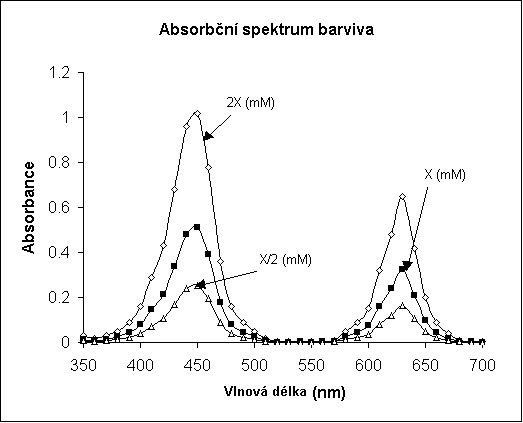 Absorbční spektrum barviva
1.2
1
0.8
0.6
0.4
0.2
0
2X (mM)
X (mM)
X/2 (mM)
Absorbance
350 400 450 500 550 600 650 700
Vlnová délka (nm)